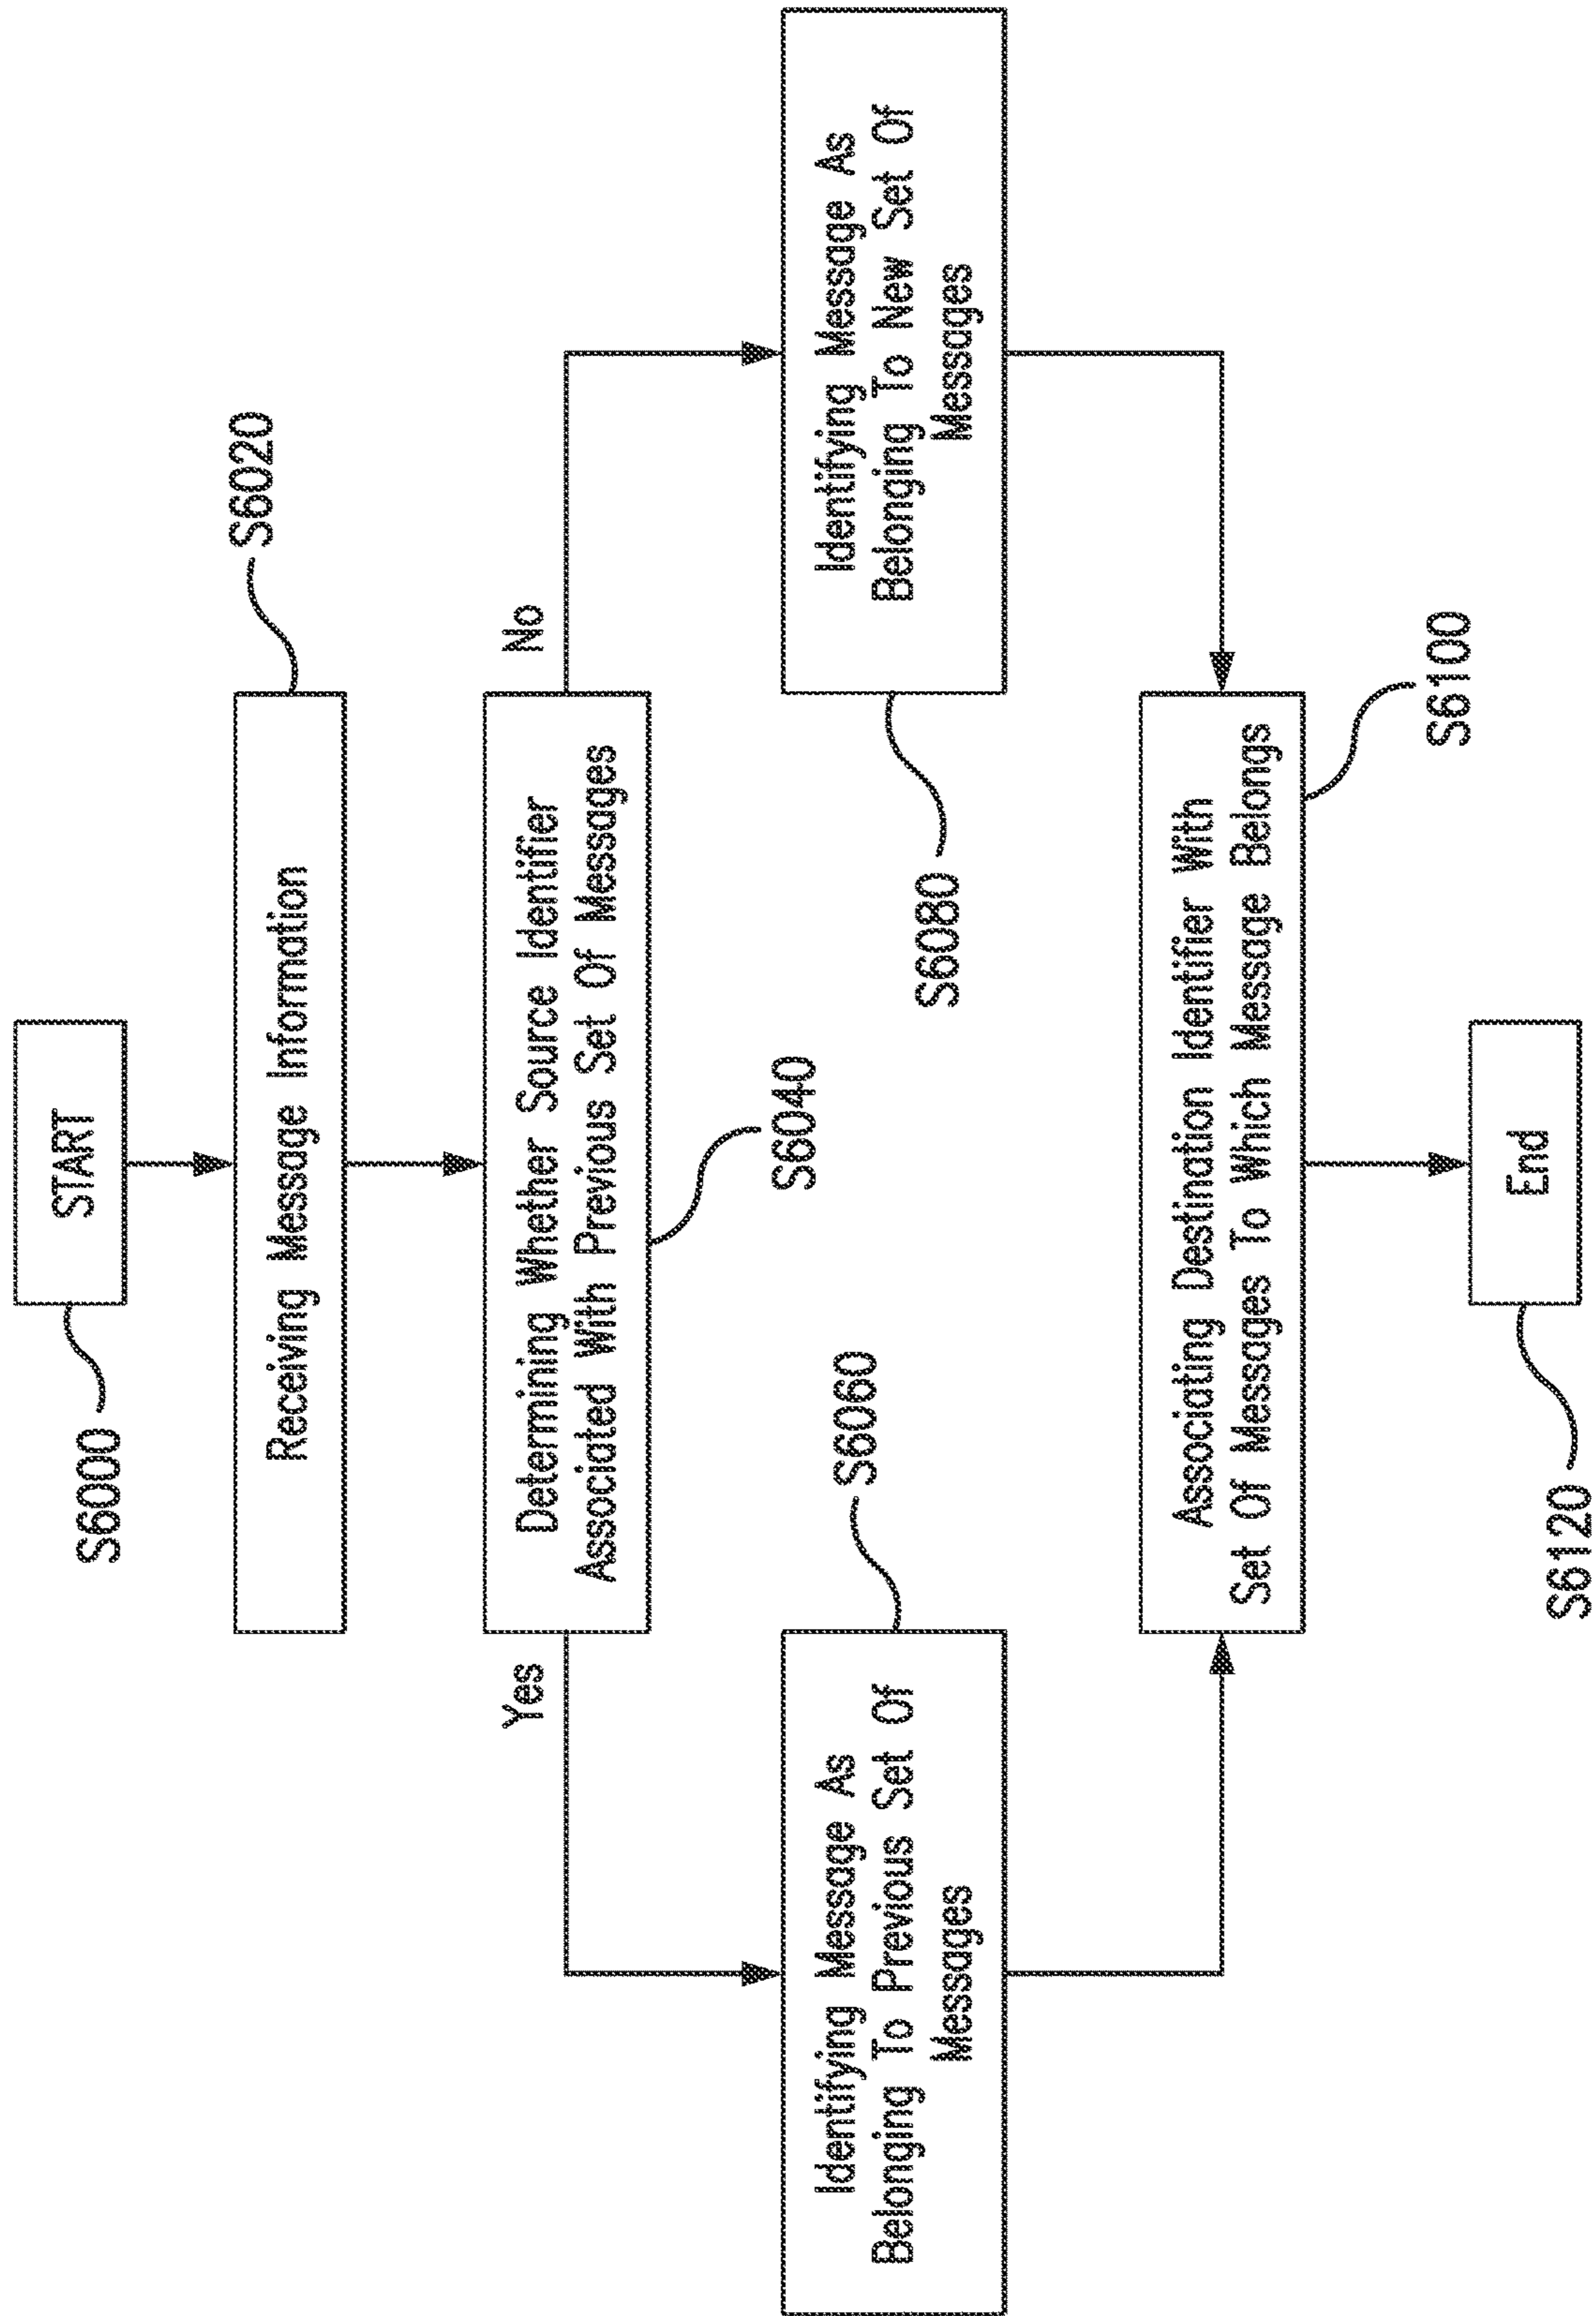 START
S6000
Receiving Message Information
S6020
Determining Whether Source Identifier
Associated With Previous Set Of Messages
S6040
Yes
No
Identifying Message As
Belonging To Previous Set Of
Messages
S6060
Identifying Message As
Belonging To New Set Of
Messages
S6080
Associating Destination Identifier With
Set Of Messages To Which Message Belongs
S6100
End
S6120